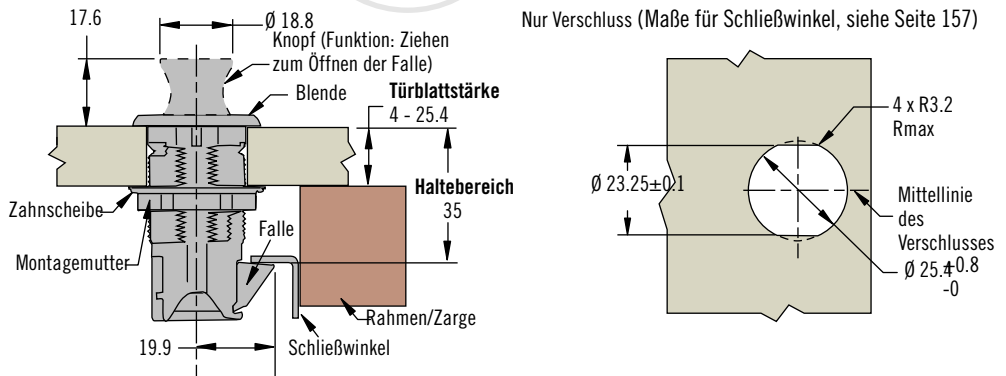 17.6
Ø 18.8
Knopf (Funktion: Ziehen
zum Öffnen der Falle)
Blende
Türblattstärke
4 - 25.4
Haltebereich
35
Zahnscheibe
Falle
Montagemutter
Rahmen/Zarge
19.9
Schließwinkel
Nur Verschluss (Maße für Schließwinkel, siehe Seite 157)
4 x R3.2
Rmax
Ø 23.25±0.1
Mittellinie
des
Verschlusses
Ø 25.4 +0.8
-0